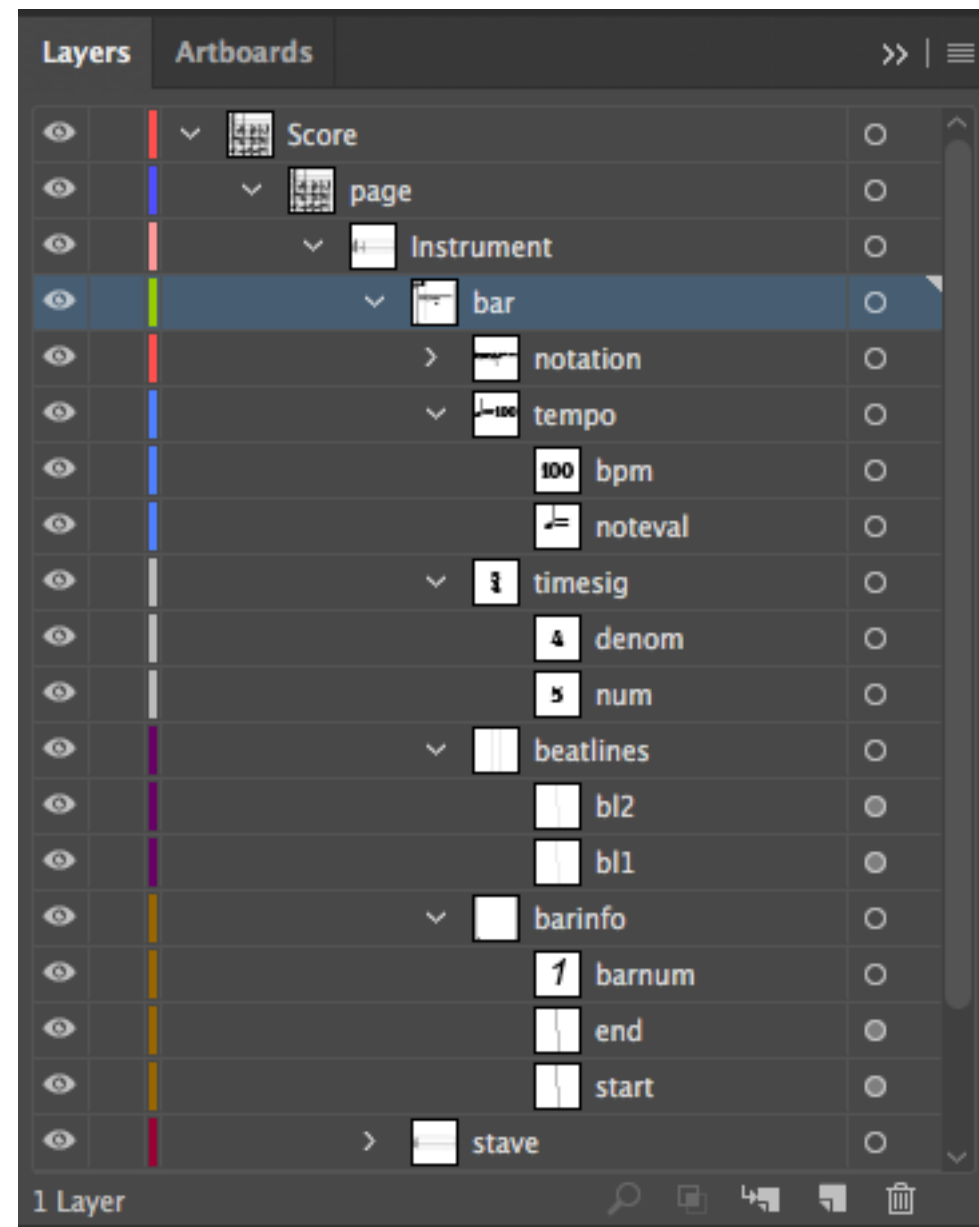 Layers Artboards
Score
page
Instrument
bar
notation
tempo
100 bpm
noteval
timesig
4 denom
5 num
beatlines
bl2
bl1
barinfo
1 barnum
end
start
stave
1 Layer